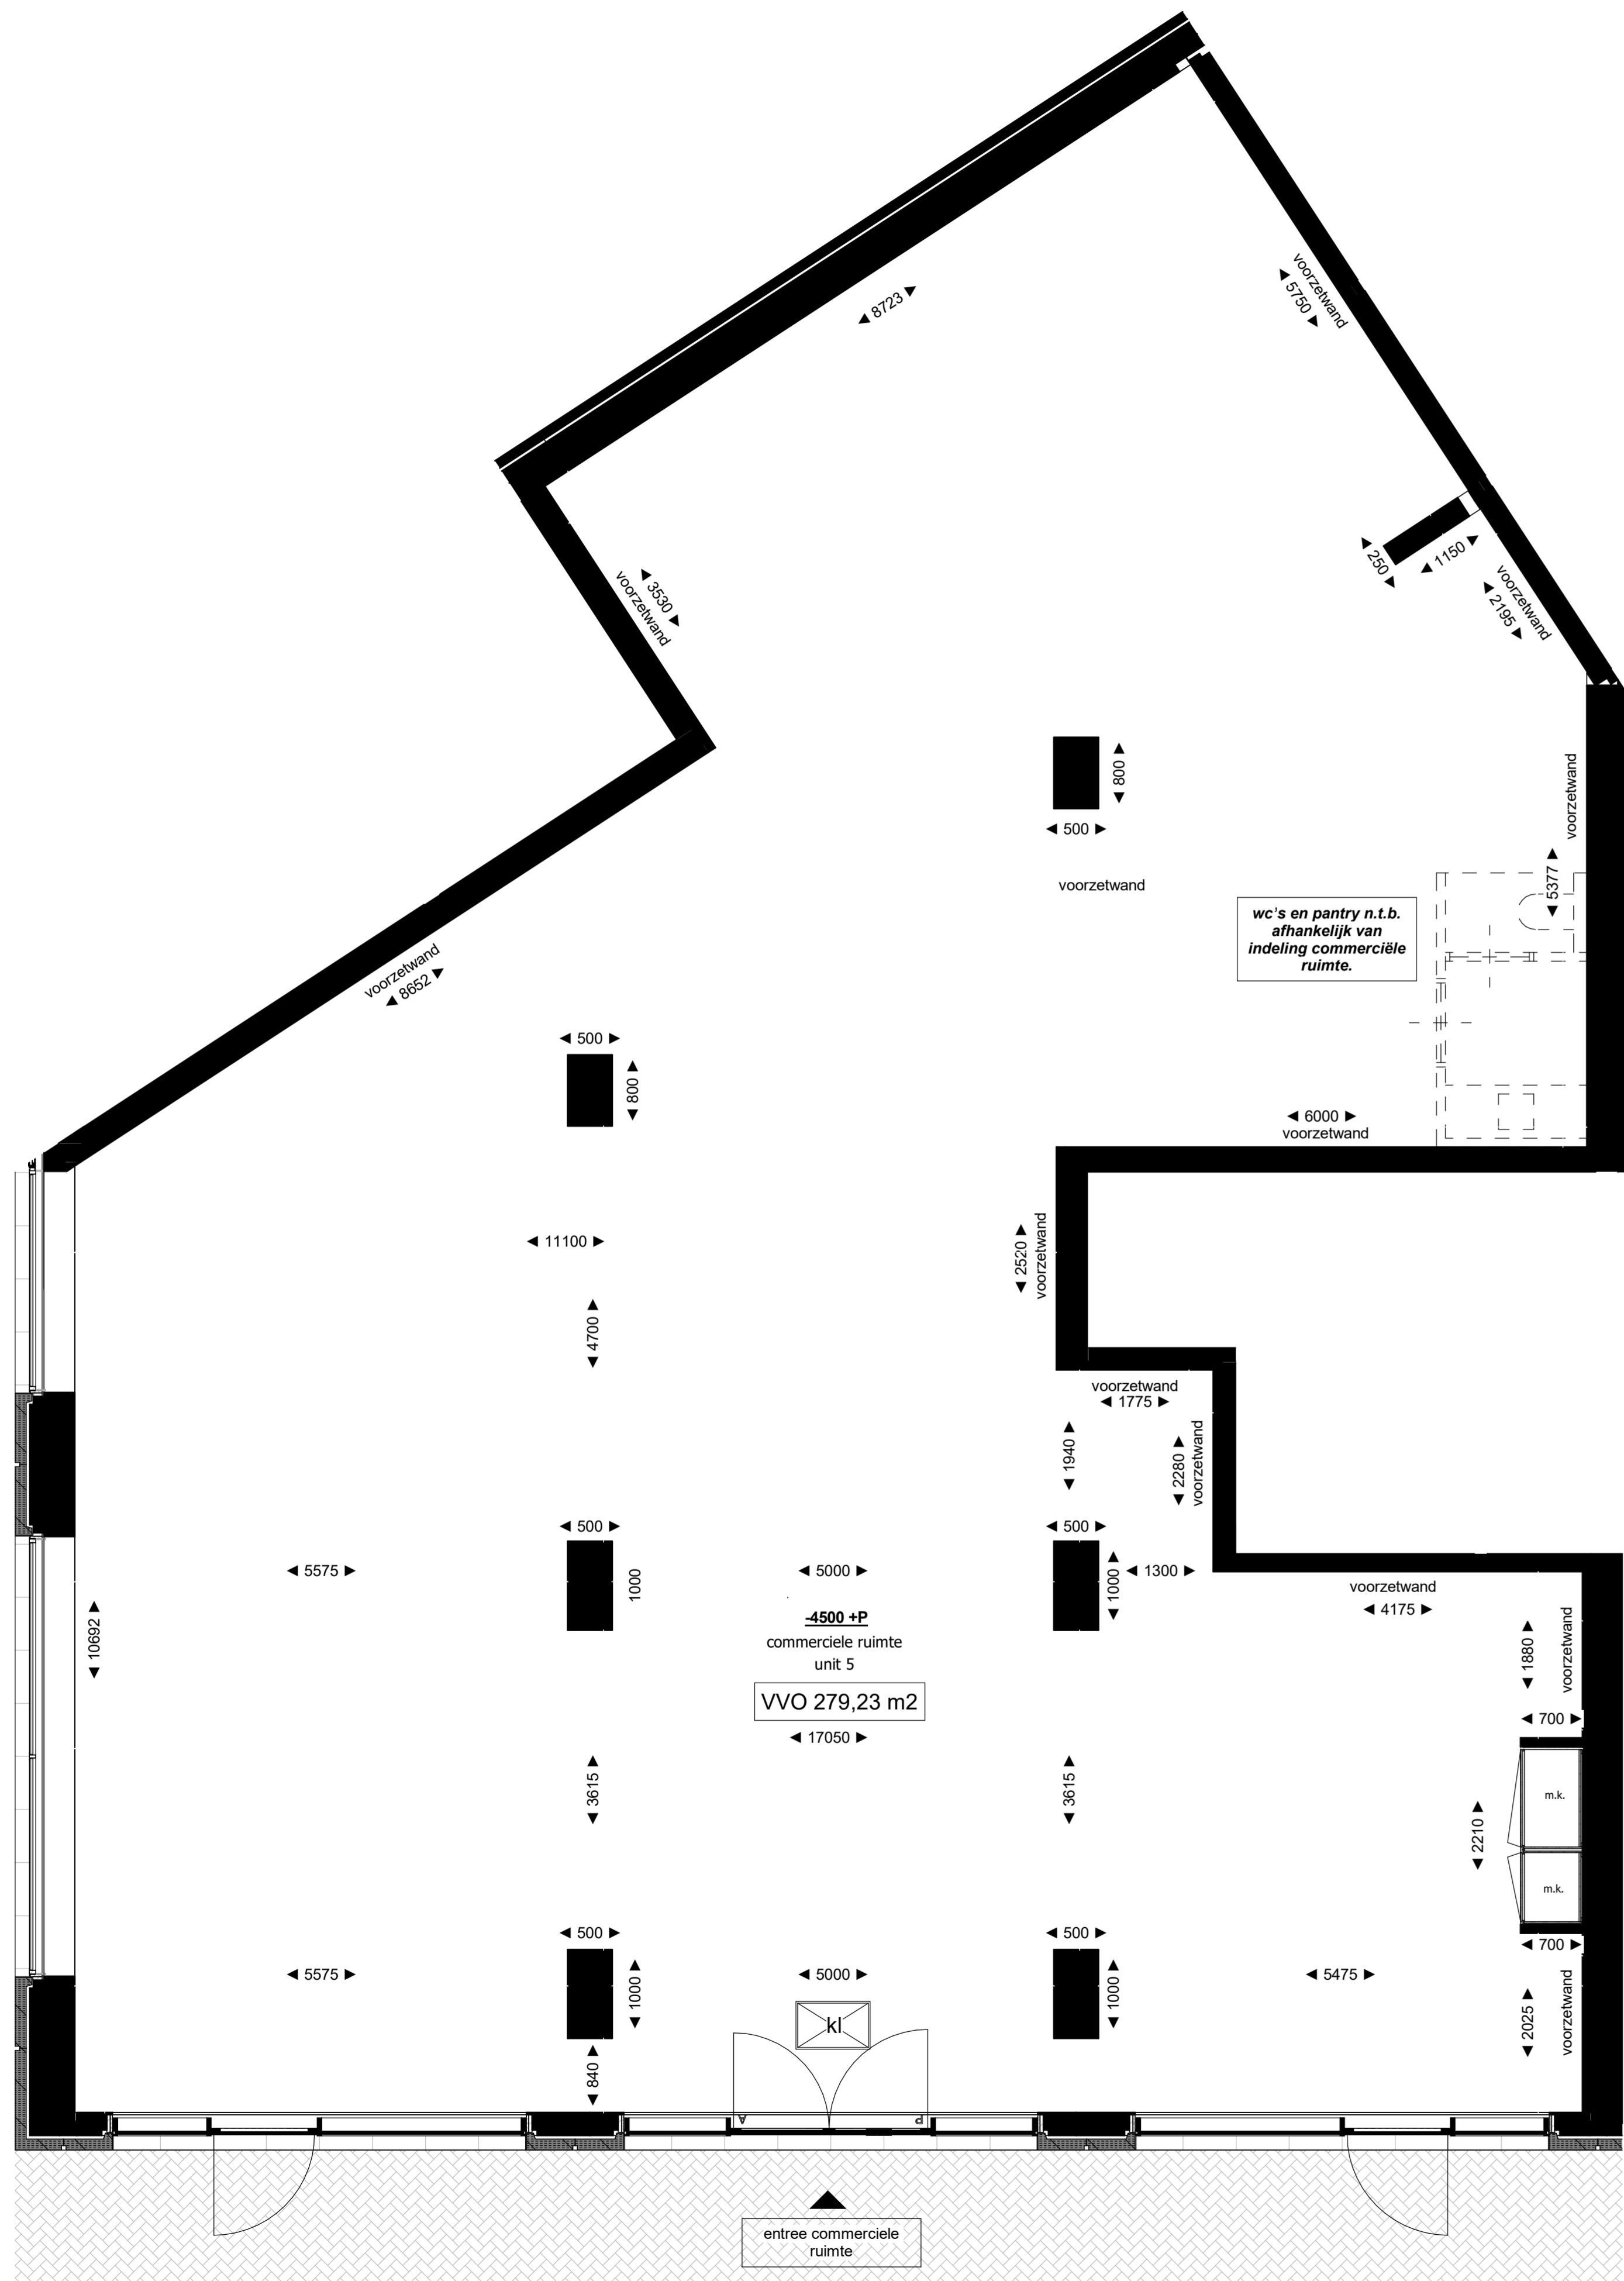 8723
voorzetwand
5750
250
1150
voorzetwand
2195
3530
voorzetwand
800
500
voorzetwand
voorzetwand
5377
wc's en pantry n.t.b.
afhankelijk van
indeling commerciële
ruimte.
voorzetwand
8652
500
800
6000
voorzetwand
11100
2520
voorzetwand
4700
voorzetwand
1775
1940
2280
voorzetwand
500
500
5575
1000
5000
1000
1300
voorzetwand
4175
10692
-4500 +P
commerciele ruimte
unit 5
VVO 279,23 m2
17050
1880
voorzetwand
700
3615
3615
m.k.
2210
m.k.
500
500
700
5575
1000
5000
1000
5475
kl
2025
voorzetwand
840
A
P
entree commerciele
ruimte